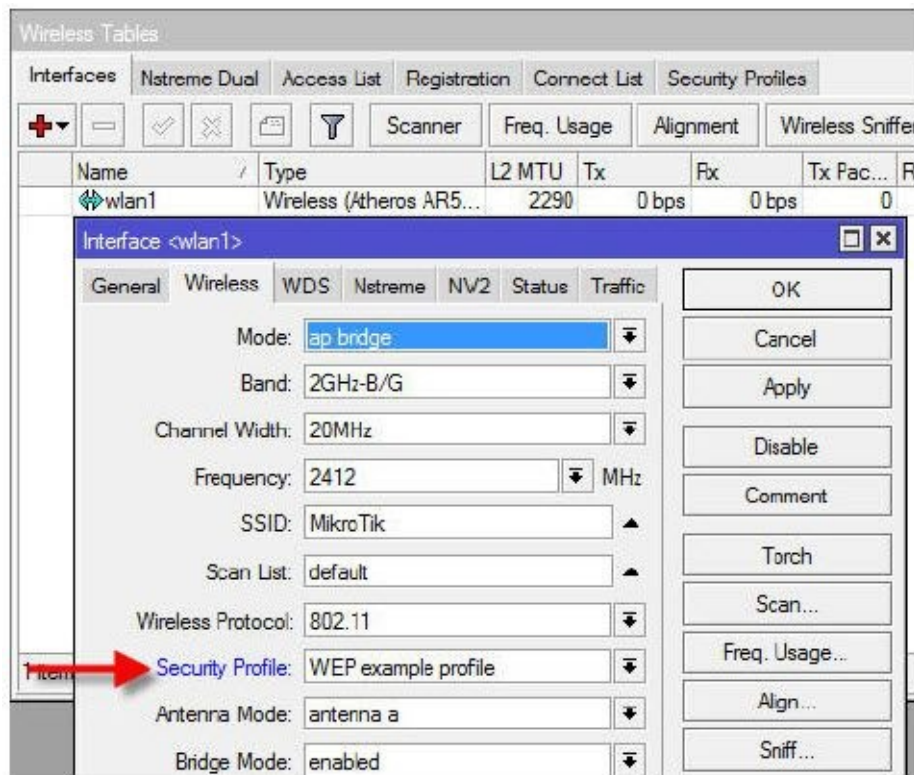 Wireless Tables
Interfaces Nstreme Dual Access List Registration Connect List Security Profiles
Scanner Freq. Usage Alignment Wireless Sniffer
Name / Type L2 MTU Tx Rx Tx Pac... R
wlan1 Wireless (Atheros AR5... 2290 0 bps 0 bps 0
Interface <wlan1>
General Wireless WDS Nstreme NV2 Status Traffic
OK
Mode: ap bridge
Cancel
Band: 2GHz-B/G
Apply
Channel Width: 20MHz
Disable
Frequency: 2412 MHz
Comment
SSID: MikroTik
Torch
Scan List: default
Scan...
Wireless Protocol: 802.11
Freq. Usage...
1 item
Security Profile: WEP example profile
Align...
Antenna Mode: antenna a
Sniff...
Bridge Mode: enabled